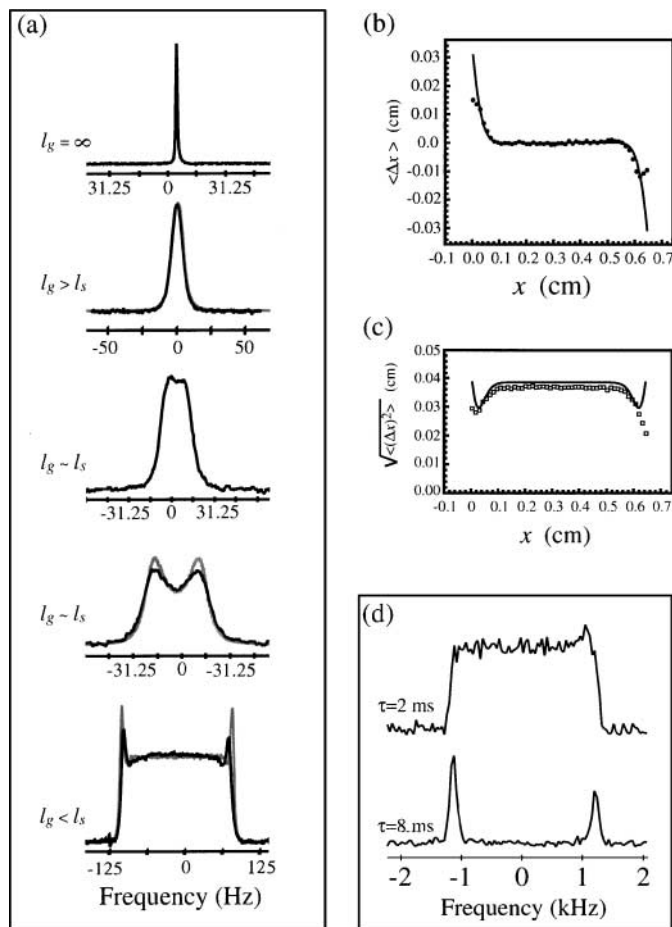 (a)
l_g = ∞
31.25 0 31.25
l_g > l_s
-50 0 50
l_g ~ l_s
-31.25 0 31.25
l_g ~ l_s
-31.25 0 -31.25
l_g < l_s
-125 0 125
Frequency (Hz)
(b)
0.03
0.02
0.01
0.0
-0.01
-0.02
-0.03
<Δx> (cm)
-0.1 0.0 0.1 0.2 0.3 0.4 0.5 0.6 0.7
x (cm)
(c)
0.05
0.04
0.03
0.02
0.01
0.00
√<(Δx)²> (cm)
-0.1 0 0.1 0.2 0.3 0.4 0.5 0.6 0.7
x (cm)
(d)
τ=2 ms
τ=8 ms
-2 -1 0 1 2
Frequency (kHz)